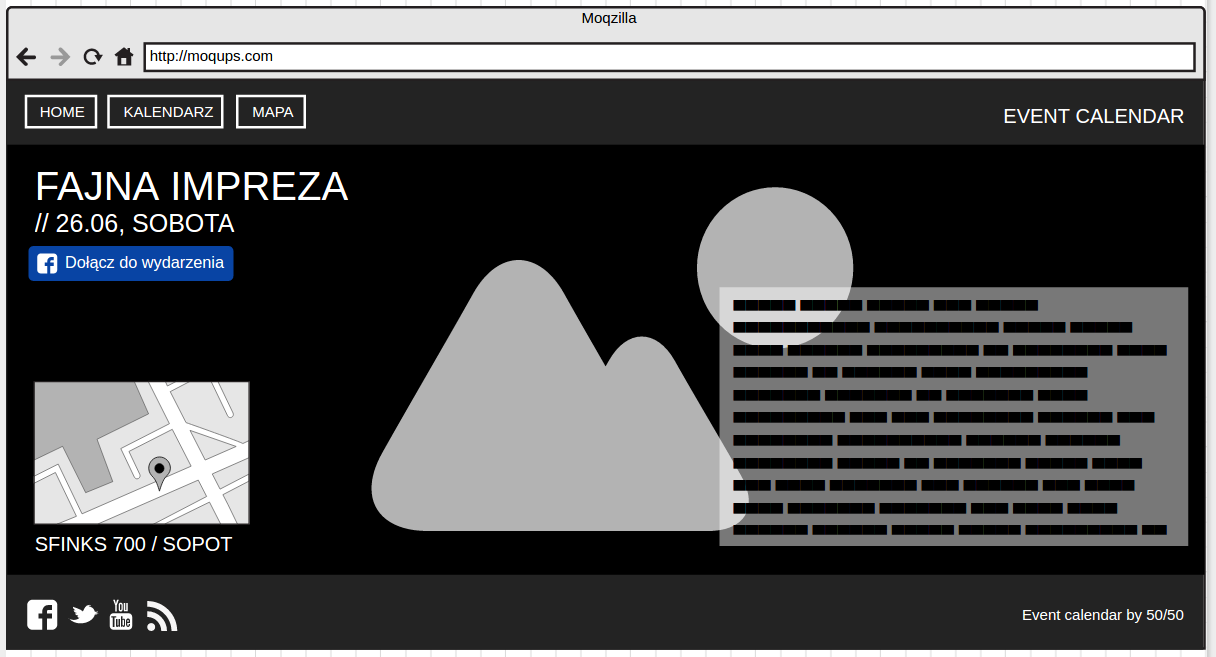 Moqzilla
http://moqups.com
HOME
KALENDARZ
MAPA
EVENT CALENDAR
FAJNA IMPREZA
// 26.06, SOBOTA
Dołącz do wydarzenia
SFINKS 700 / SOPOT
You
Tube
Event calendar by 50/50